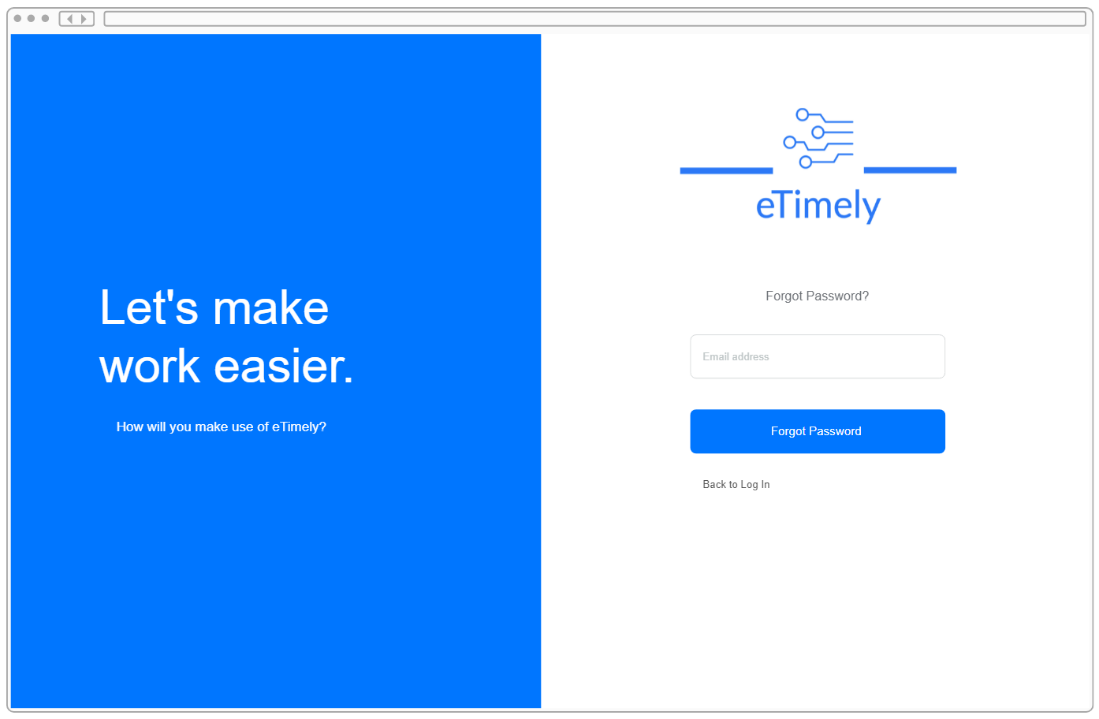 Let's make
work easier.
How will you make use of eTimely?
eTimely
Forgot Password?
Email address
Forgot Password
Back to Log In